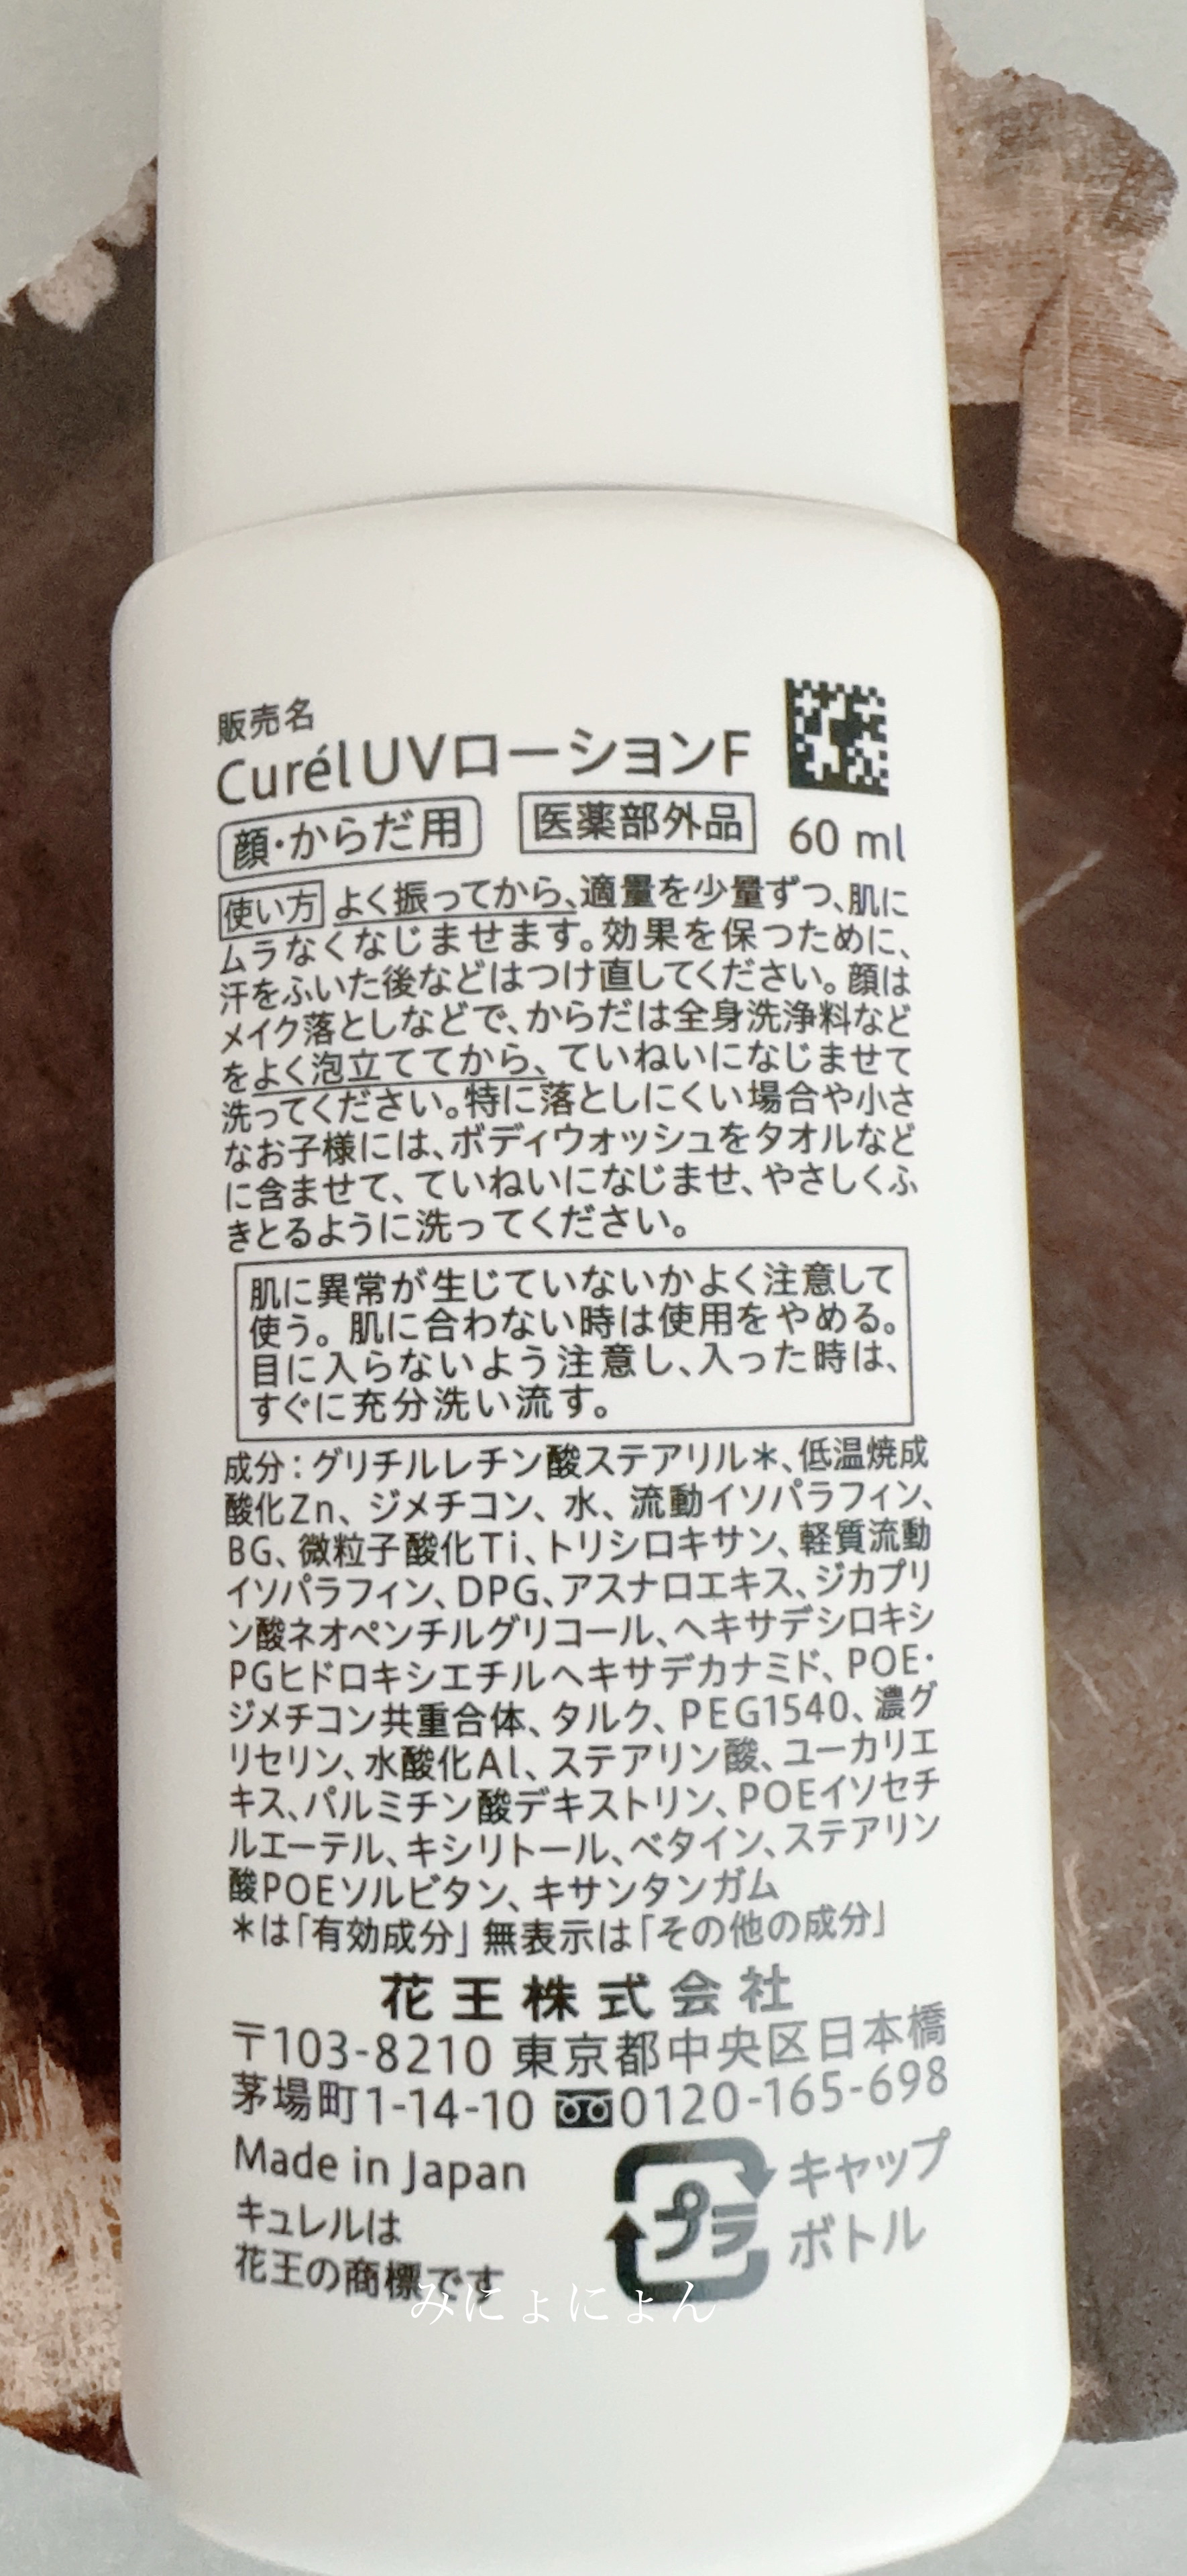 販売名
Curél UVローションF
顔・からだ用 医薬部外品 60 ml
使い方 よく振ってから、適量を少量ずつ、肌に
ムラなくなじませます。効果を保つために、
汗をふいた後などはつけ直してください。顔は
メイク落としなどで、からだは全身洗浄料など
をよく泡立ててから、ていねいになじませて
洗ってください。特に落としにくい場合や小さ
なお子様には、ボディウォッシュをタオルなど
に含ませて、ていねいになじませ、やさしくふ
きとるように洗ってください。
肌に異常が生じていないかよく注意して
使う。肌に合わない時は使用をやめる。
目に入らないよう注意し、入った時は、
すぐに充分洗い流す。
成分：グリチルレチン酸ステアリル＊、低温焼成
酸化Zn、ジメチコン、水、流動イソパラフィン、
BG、微粒子酸化Ti、トリシロキサン、軽質流動
イソパラフィン、DPG、アスナロエキス、ジカプリ
ン酸ネオペンチルグリコール、ヘキサデシロキシ
PGヒドロキシエチルヘキサデカナミド、POE・
ジメチコン共重合体、タルク、PEG1540、濃グ
リセリン、水酸化Al、ステアリン酸、ユーカリエ
キス、パルミチン酸デキストリン、POEイソセチ
ルエーテル、キシリトール、ベタイン、ステアリン
酸POEソルビタン、キサンタンガム
＊は「有効成分」無表示は「その他の成分」
花王株式会社
〒103-8210 東京都中央区日本橋
茅場町1-14-10 0120-165-698
Made in Japan
キュレルは
花王の商標です
プラ
キャップ
ボトル
みにょにょん